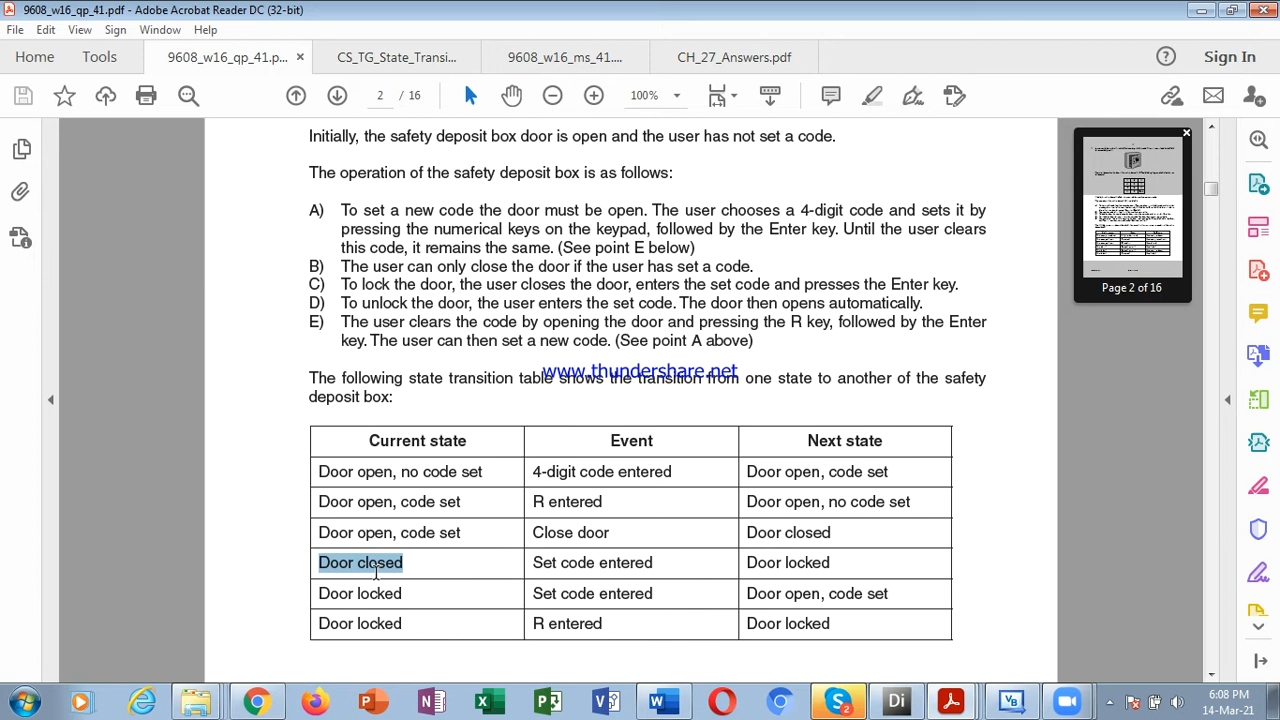 9608_w16_qp_41.pdf - Adobe Acrobat Reader DC (32-bit)
File Edit View Sign Window Help
Home Tools 9608_w16_qp_41.p... × CS_TG_State_Transi... 9608_w16_ms_41.... CH_27_Answers.pdf Sign In
2 / 16 100%
Initially, the safety deposit box door is open and the user has not set a code.
The operation of the safety deposit box is as follows:
A) To set a new code the door must be open. The user chooses a 4-digit code and sets it by
pressing the numerical keys on the keypad, followed by the Enter key. Until the user clears
this code, it remains the same. (See point E below)
B) The user can only close the door if the user has set a code.
C) To lock the door, the user closes the door, enters the set code and presses the Enter key.
D) To unlock the door, the user enters the set code. The door then opens automatically.
E) The user clears the code by opening the door and pressing the R key, followed by the Enter
key. The user can then set a new code. (See point A above)
www.thundershare.net
The following state transition table shows the transition from one state to another of the safety
deposit box:
Current state Event Next state
Door open, no code set 4-digit code entered Door open, code set
Door open, code set R entered Door open, no code set
Door open, code set Close door Door closed
Door closed Set code entered Door locked
Door locked Set code entered Door open, code set
Door locked R entered Door locked
Page 2 of 16
2
Di
6:08 PM
14-Mar-21